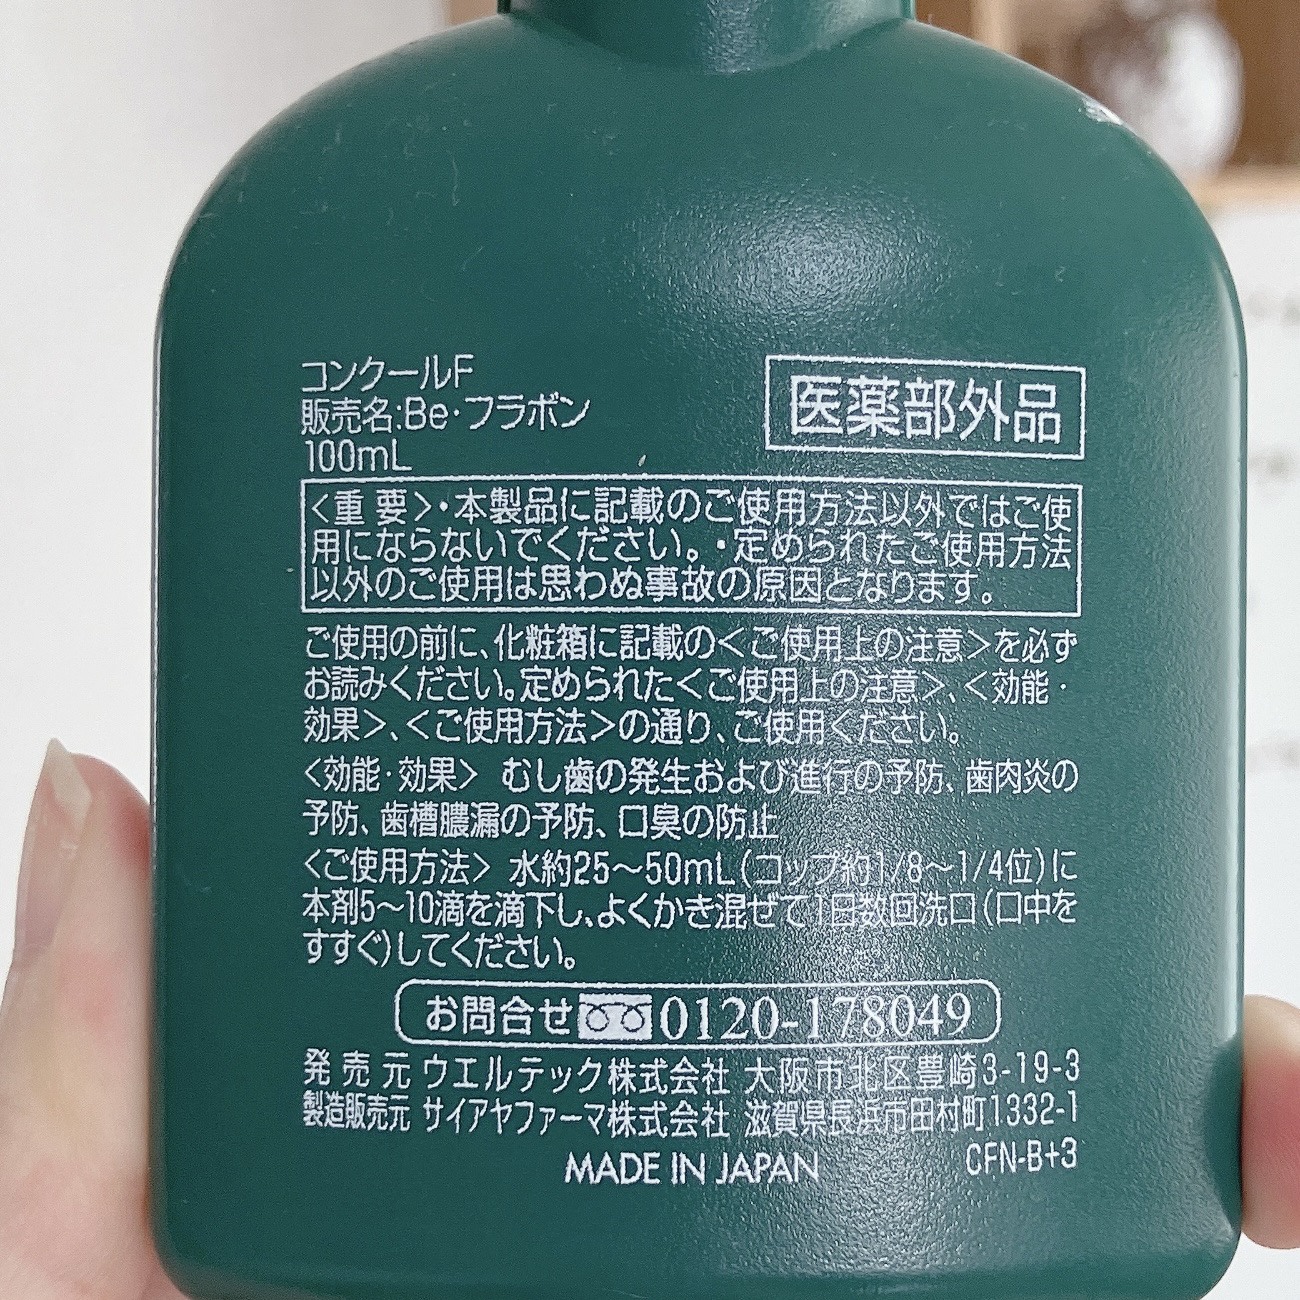 コンクールF
販売名:Be・フラボン
100mL
医薬部外品
<重要>・本製品に記載のご使用方法以外ではご使
用にならないでください。・定められたご使用方法
以外のご使用は思わぬ事故の原因となります。
ご使用の前に、化粧箱に記載の<ご使用上の注意>を必ず
お読みください。定められた<ご使用上の注意>、<効能・
効果>、<ご使用方法>の通り、ご使用ください。
<効能・効果> むし歯の発生および進行の予防、歯肉炎の
予防、歯槽膿漏の予防、口臭の防止
<ご使用方法> 水約25～50mL(コップ約1/8～1/4位)に
本剤5～10滴を滴下し、よくかき混ぜて1日数回洗口(口中を
すすぐ)してください。
お問合せ 0120-178049
発売元 ウエルテック株式会社 大阪市北区豊崎3-19-3
製造販売元 サイアヤファーマ株式会社 滋賀県長浜市田村町1332-1
MADE IN JAPAN
CFN-B+3